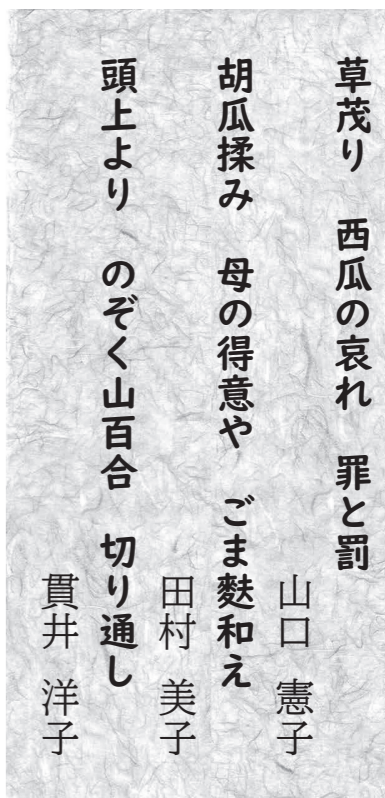 草茂り 西瓜の哀れ 罪と罰
山口 憲子
胡瓜揉み 母の得意や ごま麩和え
田村 美子
頭上より のぞく山百合 切り通し
貫井 洋子